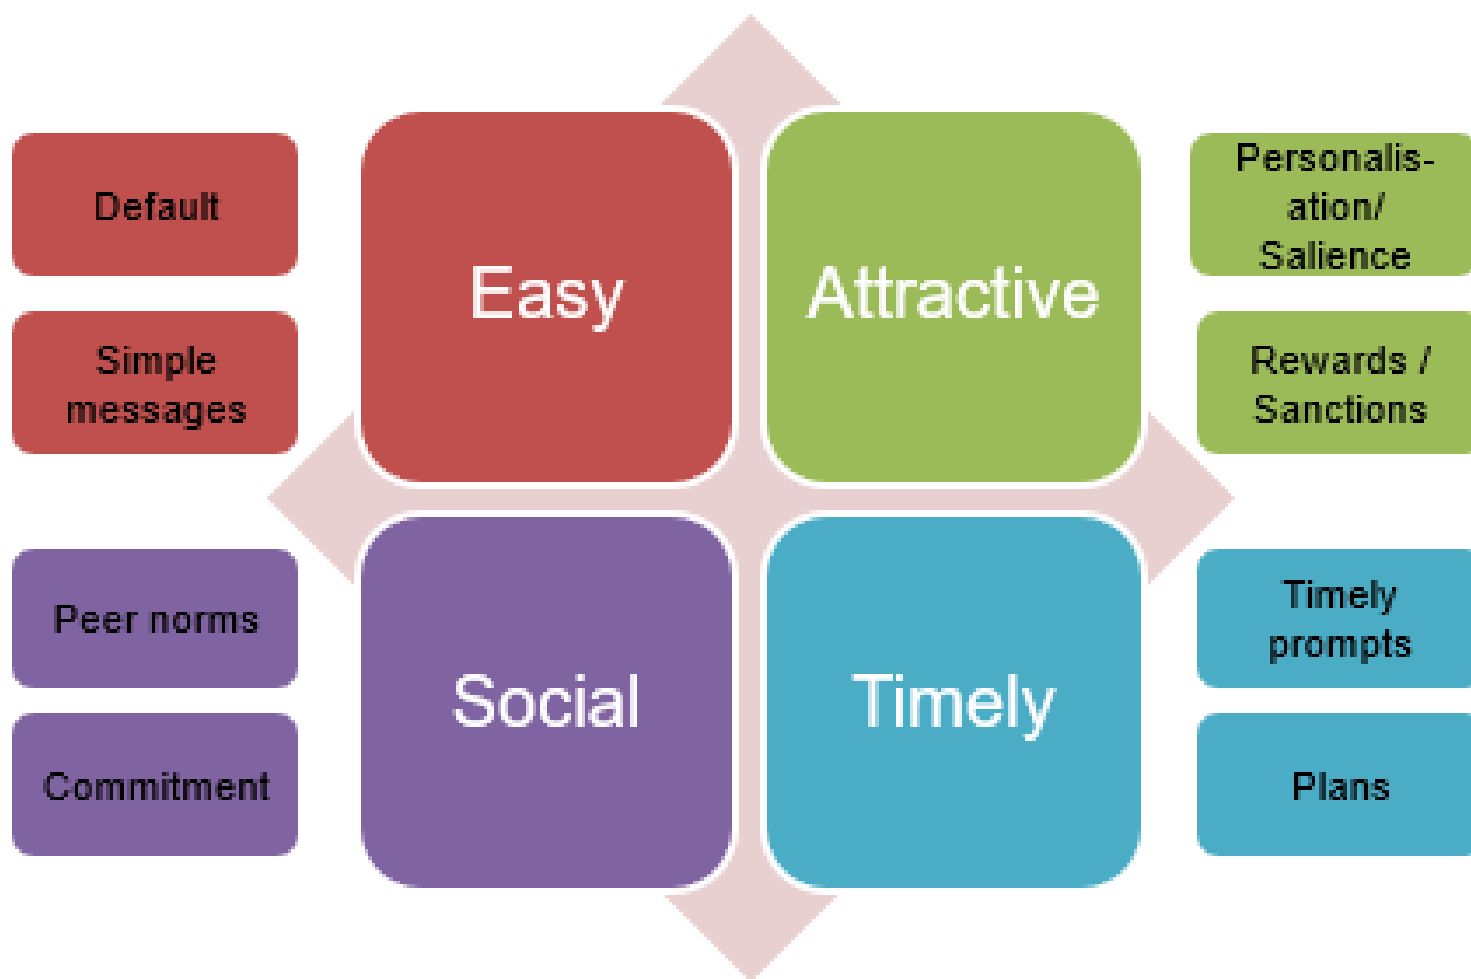 Default
Simple
messages
Easy
Attractive
Personalis-
ation/
Salience
Rewards /
Sanctions
Peer norms
Commitment
Social
Timely
Timely
prompts
Plans